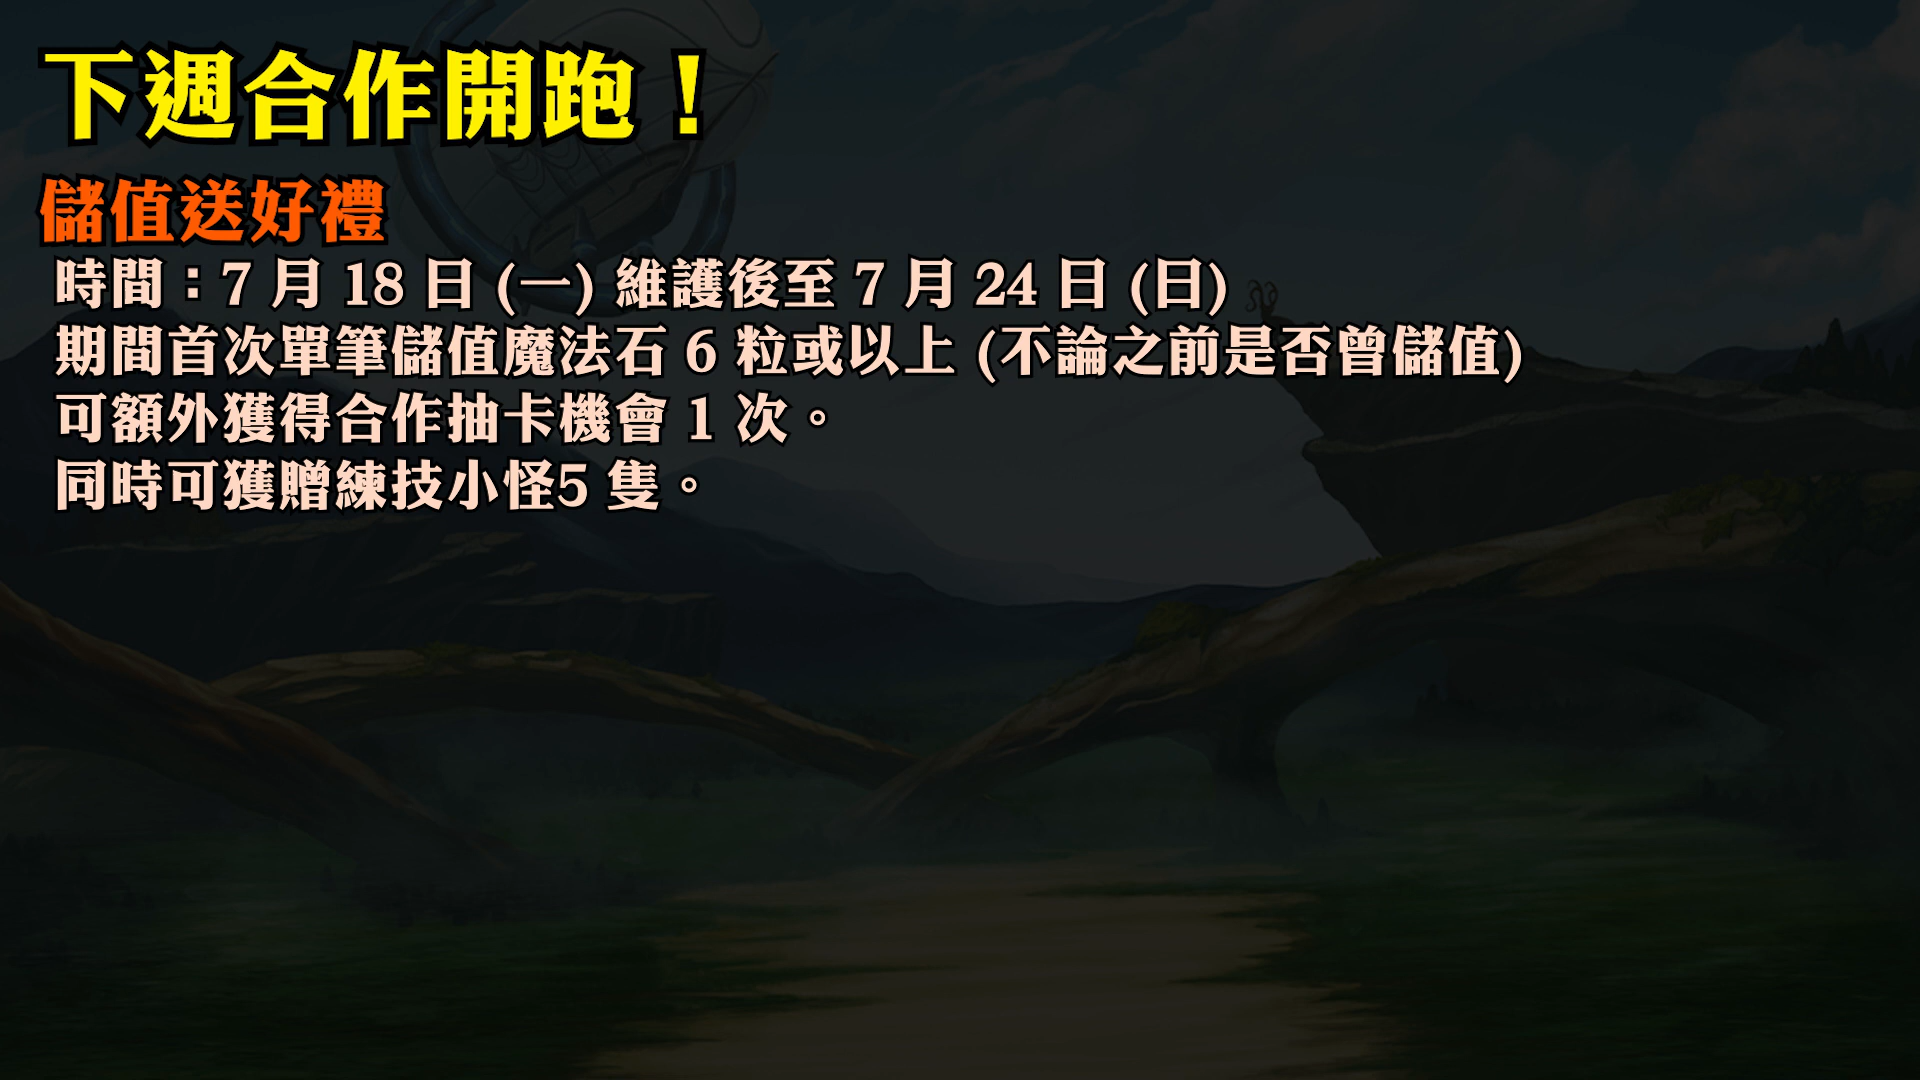 下週合作開跑！
儲值送好禮
時間：7 月 18 日 (一) 維護後至 7 月 24 日 (日)
期間首次單筆儲值魔法石 6 粒或以上 (不論之前是否曾儲值)
可額外獲得合作抽卡機會 1 次。
同時可獲贈練技小怪5 隻。